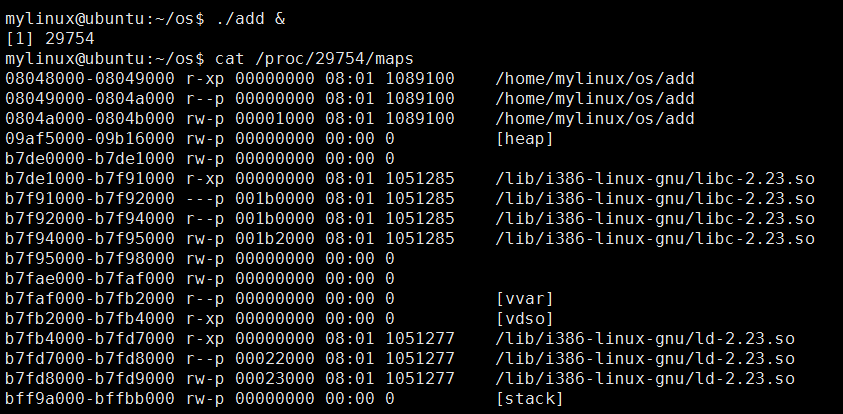 mylinux@ubuntu:~/os$ ./add &
[1] 29754
mylinux@ubuntu:~/os$ cat /proc/29754/maps
08048000-08049000 r-xp 00000000 08:01 1089100    /home/mylinux/os/add
08049000-0804a000 r--p 00000000 08:01 1089100    /home/mylinux/os/add
0804a000-0804b000 rw-p 00001000 08:01 1089100    /home/mylinux/os/add
09af5000-09b16000 rw-p 00000000 00:00 0          [heap]
b7de0000-b7de1000 rw-p 00000000 00:00 0
b7de1000-b7f91000 r-xp 00000000 08:01 1051285    /lib/i386-linux-gnu/libc-2.23.so
b7f91000-b7f92000 ---p 001b0000 08:01 1051285    /lib/i386-linux-gnu/libc-2.23.so
b7f92000-b7f94000 r--p 001b0000 08:01 1051285    /lib/i386-linux-gnu/libc-2.23.so
b7f94000-b7f95000 rw-p 001b2000 08:01 1051285    /lib/i386-linux-gnu/libc-2.23.so
b7f95000-b7f98000 rw-p 00000000 00:00 0
b7fae000-b7faf000 rw-p 00000000 00:00 0
b7faf000-b7fb2000 r--p 00000000 00:00 0          [vvar]
b7fb2000-b7fb4000 r-xp 00000000 00:00 0          [vdso]
b7fb4000-b7fd7000 r-xp 00000000 08:01 1051277    /lib/i386-linux-gnu/ld-2.23.so
b7fd7000-b7fd8000 r--p 00022000 08:01 1051277    /lib/i386-linux-gnu/ld-2.23.so
b7fd8000-b7fd9000 rw-p 00023000 08:01 1051277    /lib/i386-linux-gnu/ld-2.23.so
bff9a000-bffbb000 rw-p 00000000 00:00 0          [stack]